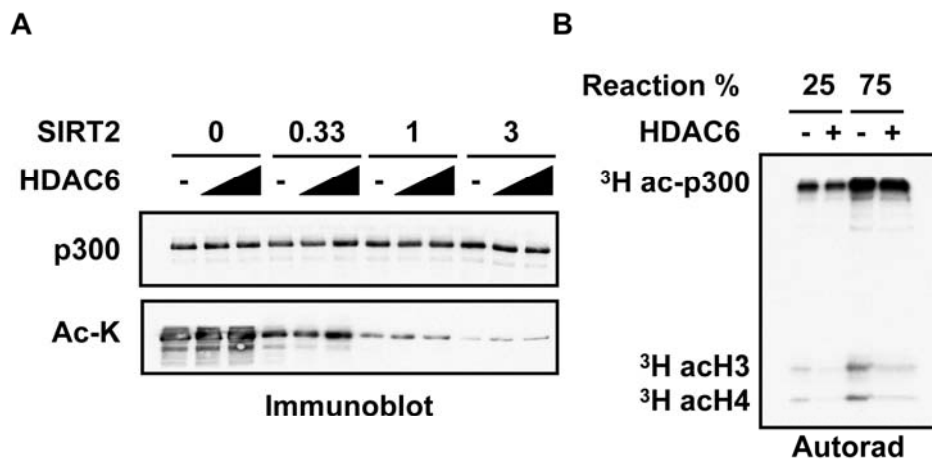 A
SIRT2 0 0.33 1 3
HDAC6 - - - -
p300
Ac-K
Immunoblot
B
Reaction % 25 75
HDAC6 - + - +
³H ac-p300
³H acH3
³H acH4
Autorad